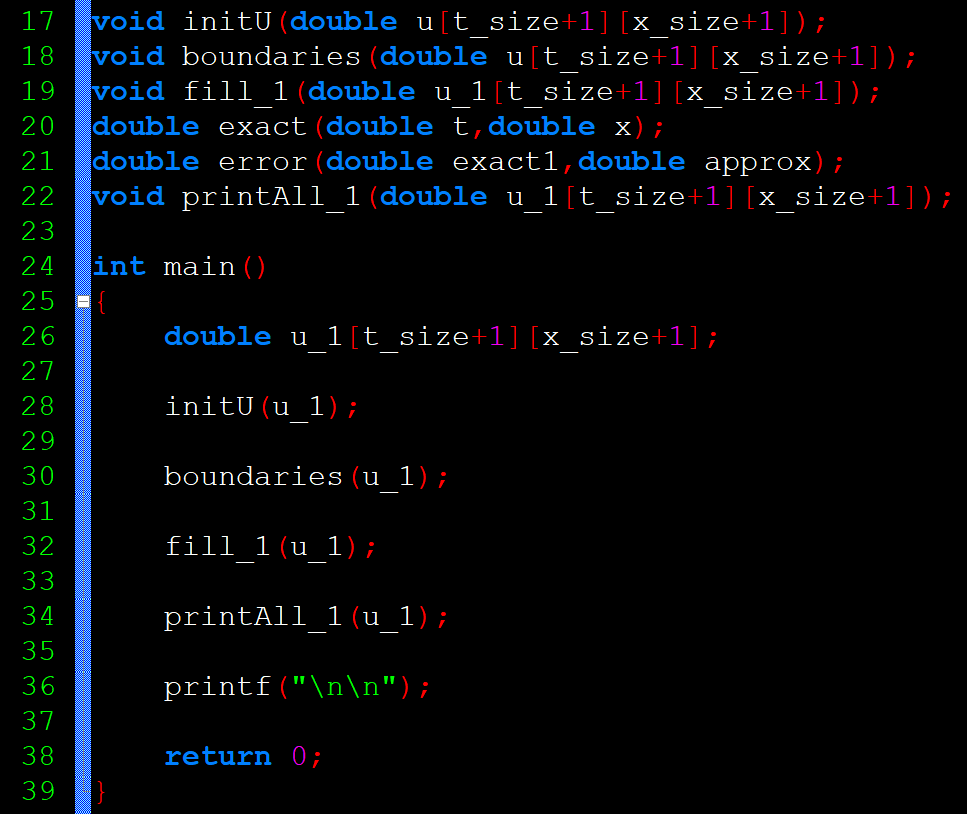 17 void initU(double u[t_size+1][x_size+1]);
18 void boundaries(double u[t_size+1][x_size+1]);
19 void fill_1(double u_1[t_size+1][x_size+1]);
20 double exact(double t,double x);
21 double error(double exact1,double approx);
22 void printAll_1(double u_1[t_size+1][x_size+1]);
23
24 int main()
25 {
26     double u_1[t_size+1][x_size+1];
27
28     initU(u_1);
29
30     boundaries(u_1);
31
32     fill_1(u_1);
33
34     printAll_1(u_1);
35
36     printf("\n\n");
37
38     return 0;
39 }